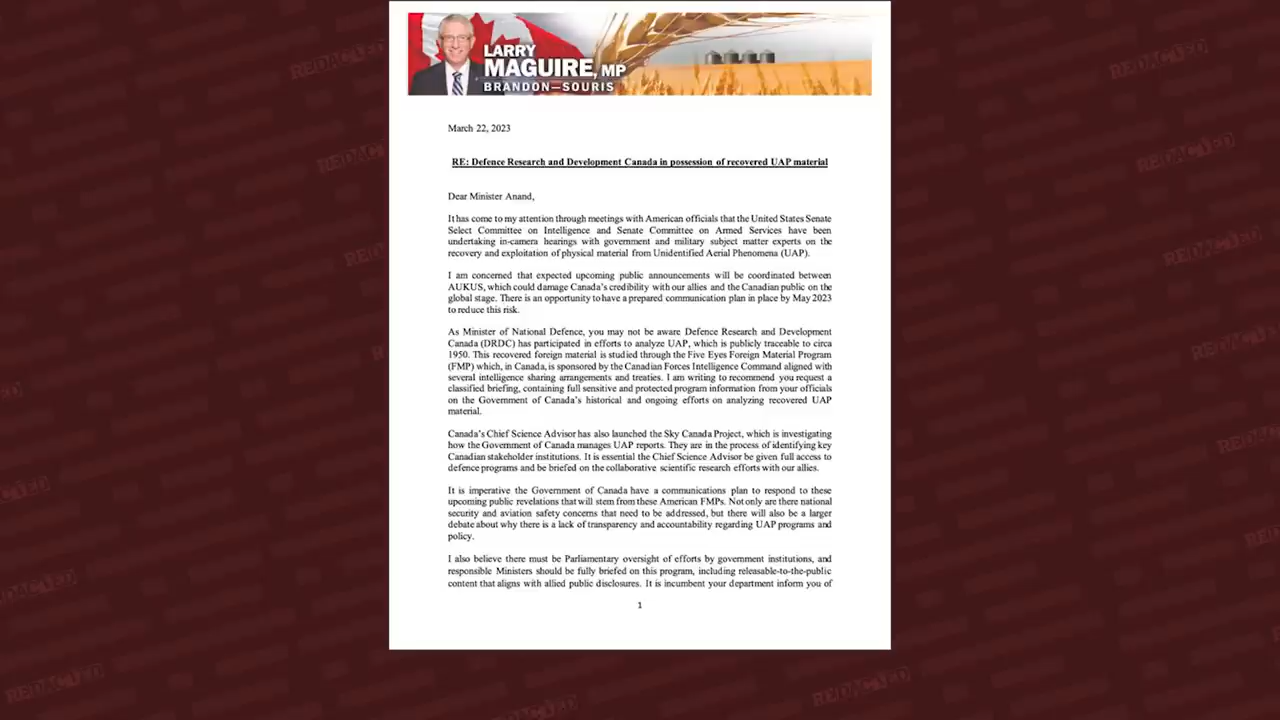 LARRY
MAGUIRE, MP
BRANDON—SOURIS
March 22, 2023
RE: Defence Research and Development Canada in possession of recovered UAP material
Dear Minister Anand,
It has come to my attention through meetings with American officials that the United States Senate
Select Committee on Intelligence and Senate Committee on Armed Services have been
undertaking in-camera hearings with government and military subject matter experts on the
recovery and exploitation of physical material from Unidentified Aerial Phenomena (UAP).
I am concerned that expected upcoming public announcements will be coordinated between
AUKUS, which could damage Canada's credibility with our allies and the Canadian public on the
global stage. There is an opportunity to have a prepared communication plan in place by May 2023
to reduce this risk.
As Minister of National Defence, you may not be aware Defence Research and Development
Canada (DRDC) has participated in efforts to analyze UAP, which is publicly traceable to circa
1950. This recovered foreign material is studied through the Five Eyes Foreign Material Program
(FMP) which, in Canada, is sponsored by the Canadian Forces Intelligence Command aligned with
several intelligence sharing arrangements and treaties. I am writing to recommend you request a
classified briefing, containing full sensitive and protected program information from your officials
on the Government of Canada's historical and ongoing efforts on analyzing recovered UAP
material.
Canada's Chief Science Advisor has also launched the Sky Canada Project, which is investigating
how the Government of Canada manages UAP reports. They are in the process of identifying key
Canadian stakeholder institutions. It is essential the Chief Science Advisor be given full access to
defence programs and be briefed on the collaborative scientific research efforts with our allies.
It is imperative the Government of Canada have a communications plan to respond to these
upcoming public revelations that will stem from these American FMPs. Not only are there national
security and aviation safety concerns that need to be addressed, but there will also be a larger
debate about why there is a lack of transparency and accountability regarding UAP programs and
policy.
I also believe there must be Parliamentary oversight of efforts by government institutions, and
responsible Ministers should be fully briefed on this program, including releasable-to-the-public
content that aligns with allied public disclosures. It is incumbent your department inform you of
1
REDACTED
REDACTED
REDACTED
REDACTED
REDACTED
REDACTED